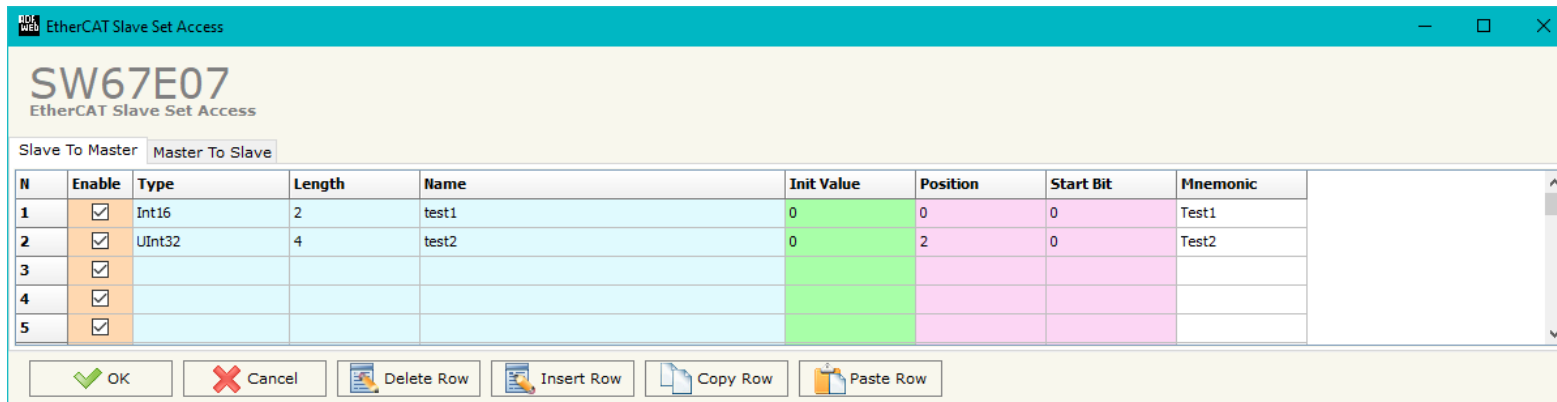 ADF WEB EtherCAT Slave Set Access
SW67E07
EtherCAT Slave Set Access
Slave To Master Master To Slave
N Enable Type Length Name Init Value Position Start Bit Mnemonic
1 Int16 2 test1 0 0 0 Test1
2 UInt32 4 test2 0 2 0 Test2
3
4
5
OK Cancel Delete Row Insert Row Copy Row Paste Row